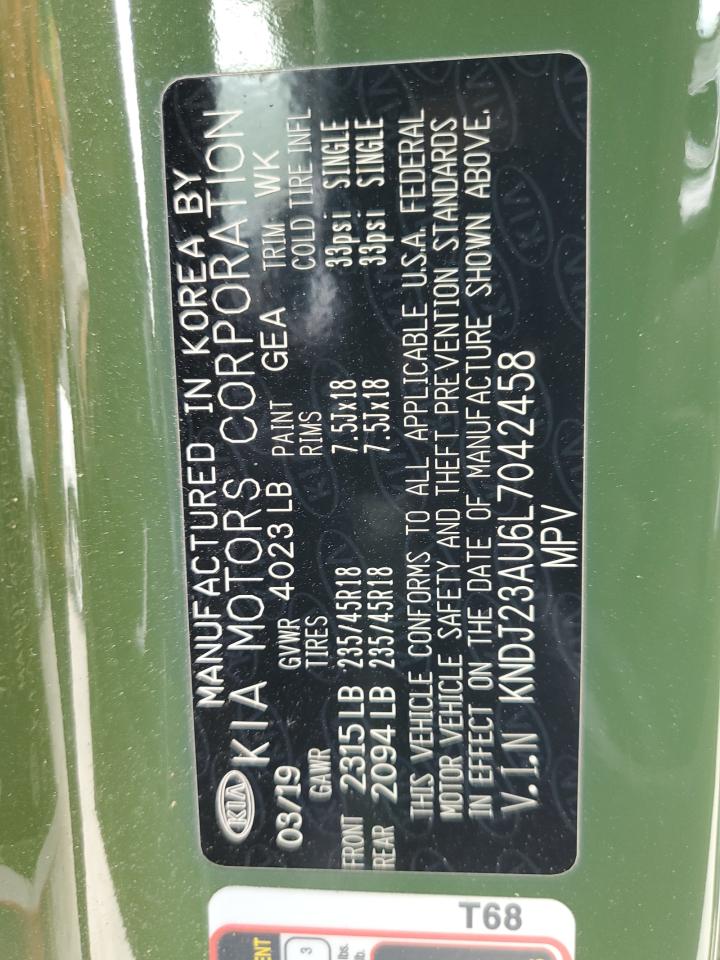 MANUFACTURED IN KOREA BY
KIA KIA MOTORS CORPORATION
03/19 GVWR 4023 LB PAINT GEA TRIM WK
GAWR TIRES RIMS COLD TIRE INFL
FRONT 2315 LB 235/45R18 7.5Jx18 33psi SINGLE
REAR 2094 LB 235/45R18 7.5Jx18 33psi SINGLE
THIS VEHICLE CONFORMS TO ALL APPLICABLE U.S.A. FEDERAL
MOTOR VEHICLE SAFETY AND THEFT PREVENTION STANDARDS
IN EFFECT ON THE DATE OF MANUFACTURE SHOWN ABOVE.
V.I.N KNDJ23AU6L7042458
MPV
T68
3
lbs.